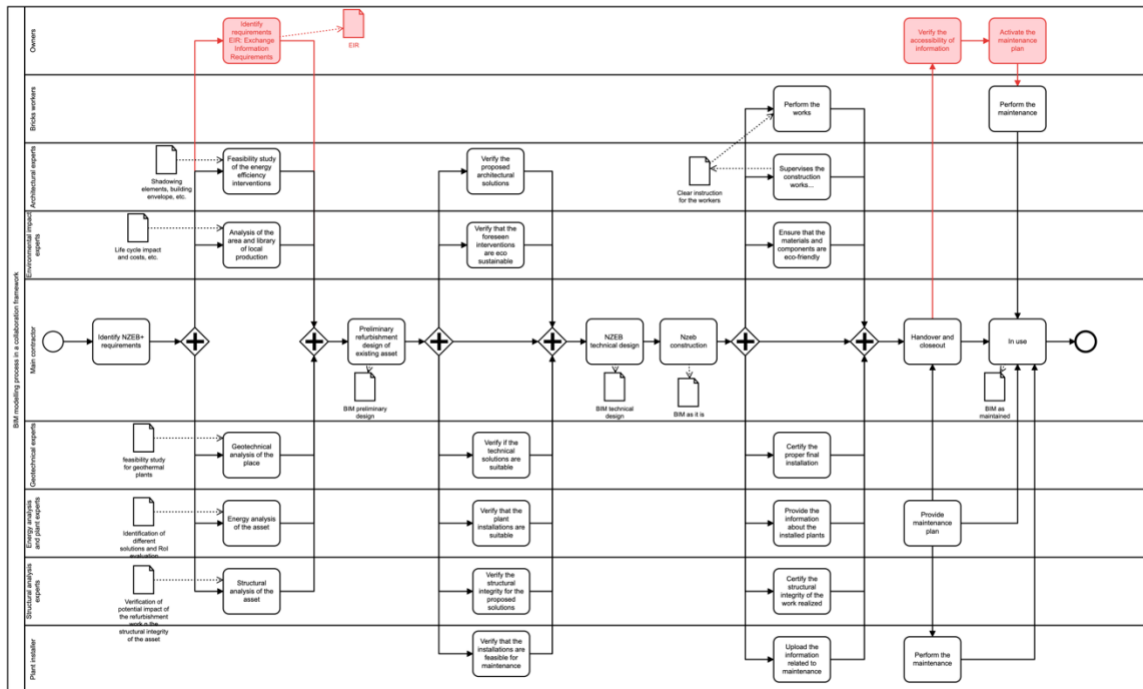 BIM modelling process in a collaboration framework
Owners
Identify
requirements
EIR: Exchange
Information
Requirements
EIR
Verify the
accessibility of
information
Activate the
maintenance
plan
Bricks workers
Perform the
works
Perform the
maintenance
Architectural experts
Shadowing
elements, building
envelope, etc.
Feasibility study
of the energy
efficiency
interventions
Verify the
proposed
architectural
solutions
Clear instruction
for the workers
Supervises the
construction
works...
Environmental impact
experts
Life cycle impact
and costs, etc.
Analysis of the
area and library
of local
production
Verify that the
foreseen
interventions are
eco sustainable
Ensure that the
materials and
components are
eco-friendly
Main contractor
Identify NZEB+
requirements
Preliminary
refurbishment
design of
existing asset
BIM preliminary
design
NZEB
technical design
BIM technical
design
Nzeb
construction
BIM as it is
Handover and
closeout
In use
BIM as
maintained
Geotechnical experts
feasibility study
for geothermal
plants
Geotechnical
analysis of the
place
Verify if the
technical
solutions are
suitable
Certify the
proper final
installation
Energy analysis
and plant experts
Identification of
different
solutions and RoI
evaluation
Energy analysis
of the asset
Verify that the
plant
installations are
suitable
Provide the
information
about the
installed plants
Provide
maintenance
plan
Structural analysis
experts
Verification of
potential impact of
the refurbishment
the structural integrity
of the asset
Structural
analysis of the
asset
Verify the
structural
integrity for the
proposed
solutions
Certify the
structural
integrity of the
work realized
Plant installer
Verify that the
installations are
feasible for
maintenance
Upload the
information
related to
maintenance
Perform the
maintenance